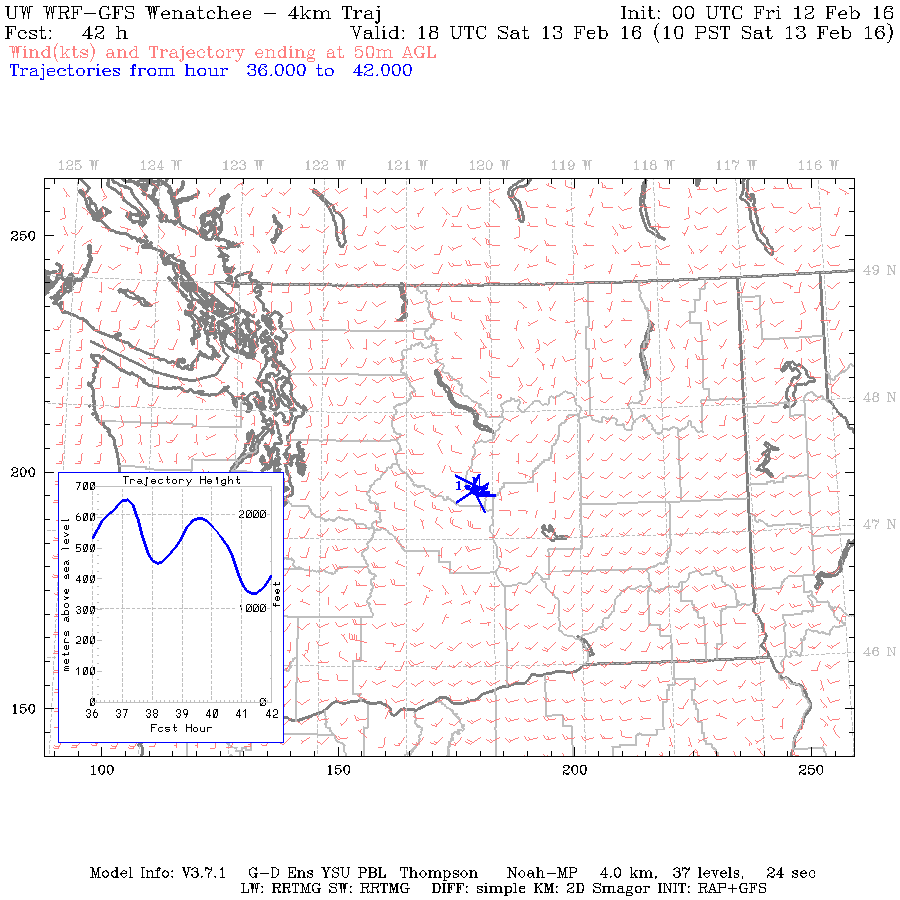 UW WRF-GFS Wenatchee - 4km Traj Init: 00 UTC Fri 12 Feb 16
Fcst: 42 h Valid: 18 UTC Sat 13 Feb 16 (10 PST Sat 13 Feb 16)
Wind(kts) and Trajectory ending at 50m AGL
Trajectories from hour 36.000 to 42.000
125 W 124 W 123 W 122 W 121 W 120 W 119 W 118 W 117 W 116 W
250
49 N
48 N
200
1
47 N
46 N
150
Trajectory Height
700
600
500
400
300
200
100
0
meters above sea level
2000
1000
0
feet
36 37 38 39 40 41 42
Fcst Hour
100 150 200 250
Model Info: V3.7.1 G-D Ens YSU PBL Thompson Noah-MP 4.0 km, 37 levels, 24 sec
LW: RRTMG SW: RRTMG DIFF: simple KM: 2D Smagor INIT: RAP+GFS